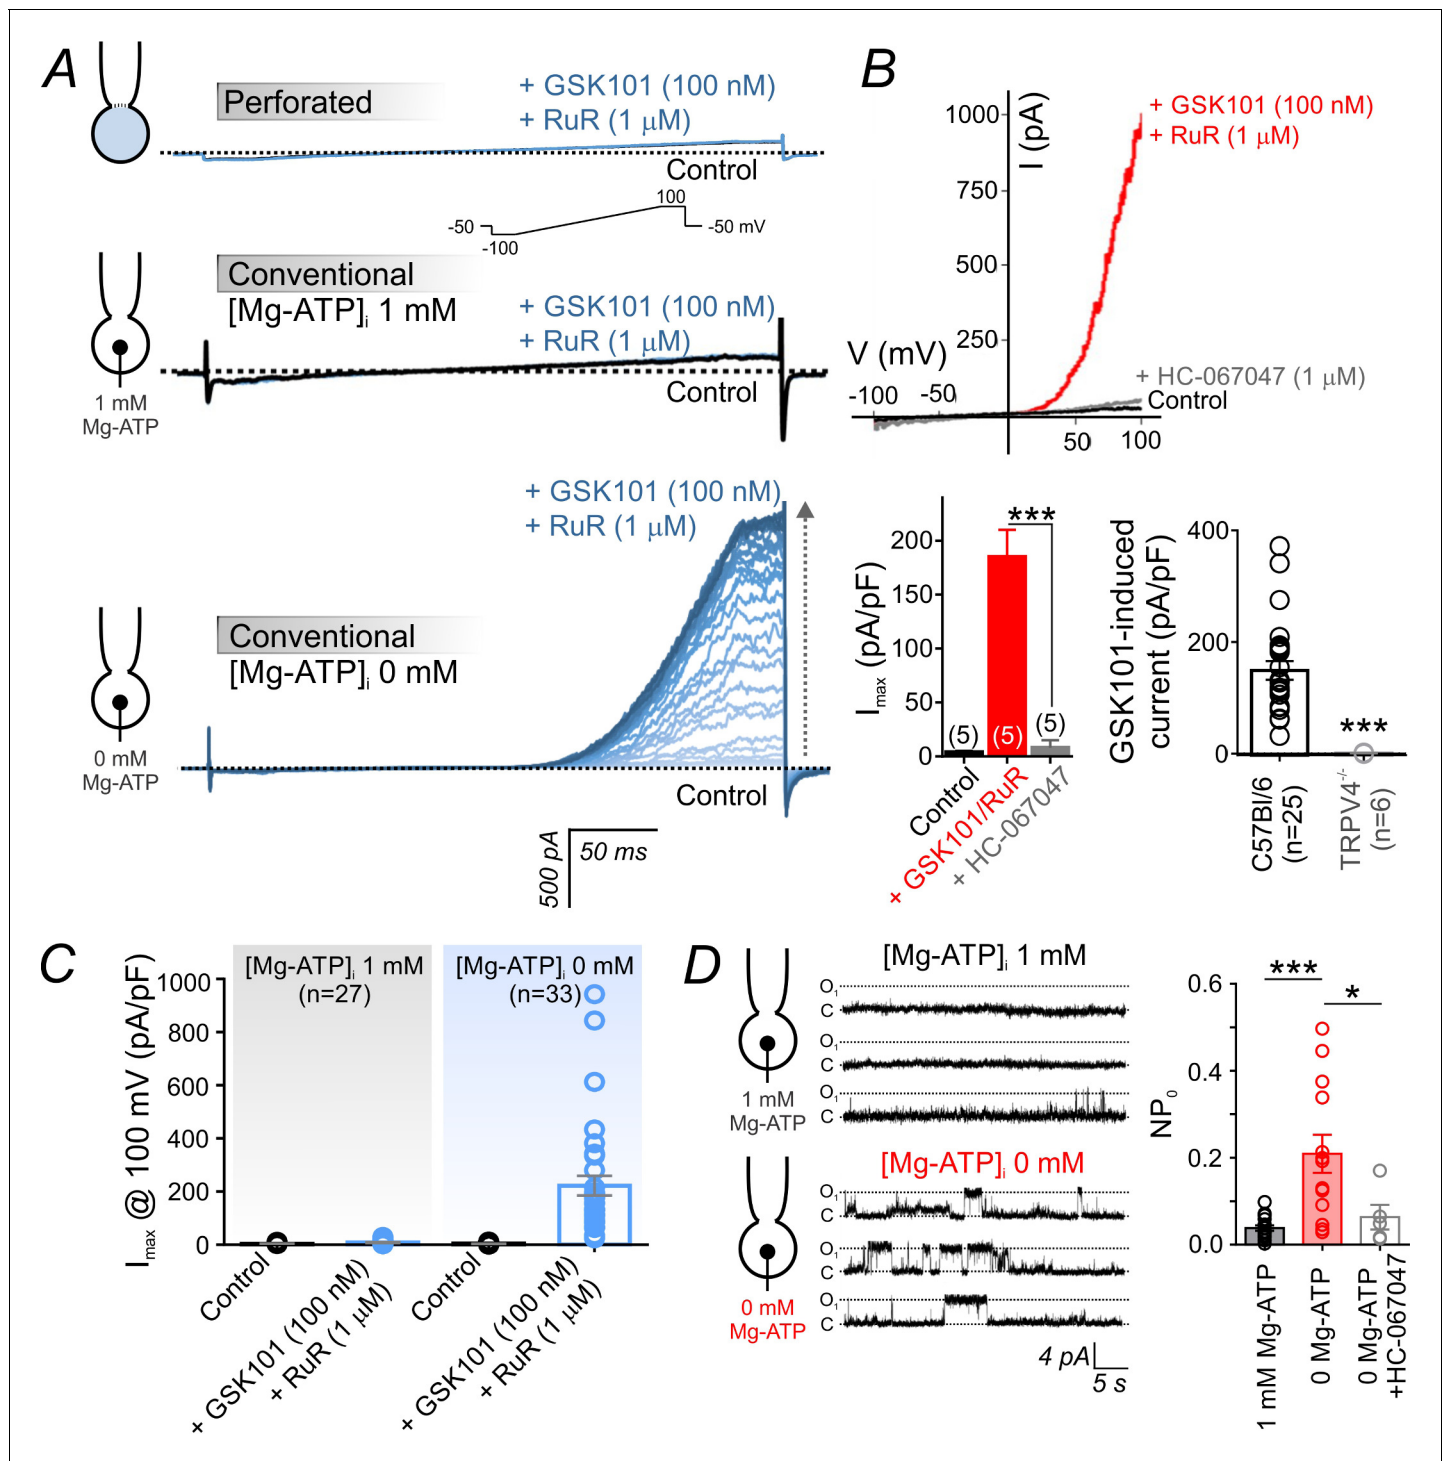 A
Perforated
+ GSK101 (100 nM)
+ RuR (1 μM)
Control
100
-50
-50 mV
-100
Conventional
[Mg-ATP]i 1 mM
+ GSK101 (100 nM)
+ RuR (1 μM)
Control
1 mM
Mg-ATP
+ GSK101 (100 nM)
+ RuR (1 μM)
Conventional
[Mg-ATP]i 0 mM
0 mM
Mg-ATP
Control
500 pA
50 ms
B
I (pA)
1000
750
500
250
+ GSK101 (100 nM)
+ RuR (1 μM)
V (mV)
-100
-50
50
100
+ HC-067047 (1 μM)
Control
Imax (pA/pF)
200
150
100
50
0
***
(5)
(5)
(5)
Control
+ GSK101/RuR
+ HC-067047
GSK101-induced
current (pA/pF)
400
200
0
***
C57Bl/6
(n=25)
TRPV4-/-
(n=6)
C
Imax @ 100 mV (pA/pF)
1000
800
600
400
200
0
[Mg-ATP]i 1 mM
(n=27)
[Mg-ATP]i 0 mM
(n=33)
Control
+ GSK101 (100 nM)
+ RuR (1 μM)
Control
+ GSK101 (100 nM)
+ RuR (1 μM)
D
[Mg-ATP]i 1 mM
O1
C
O1
C
O1
C
1 mM
Mg-ATP
[Mg-ATP]i 0 mM
O1
C
O1
C
O1
C
0 mM
Mg-ATP
4 pA
5 s
NP0
0.6
0.4
0.2
0.0
***
*
1 mM Mg-ATP
0 Mg-ATP
0 Mg-ATP
+HC-067047